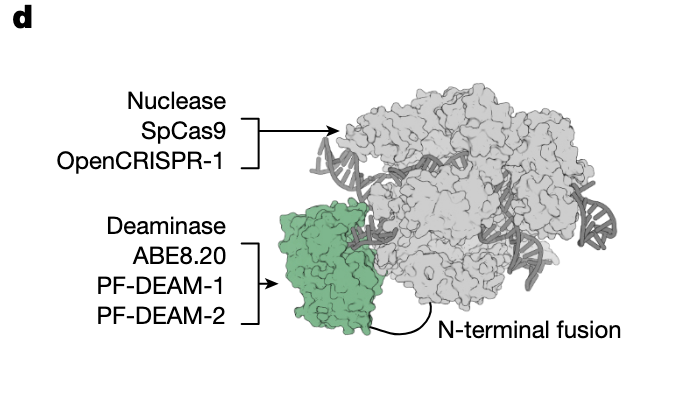 d
Nuclease
SpCas9
OpenCRISPR-1
Deaminase
ABE8.20
PF-DEAM-1
PF-DEAM-2
N-terminal fusion